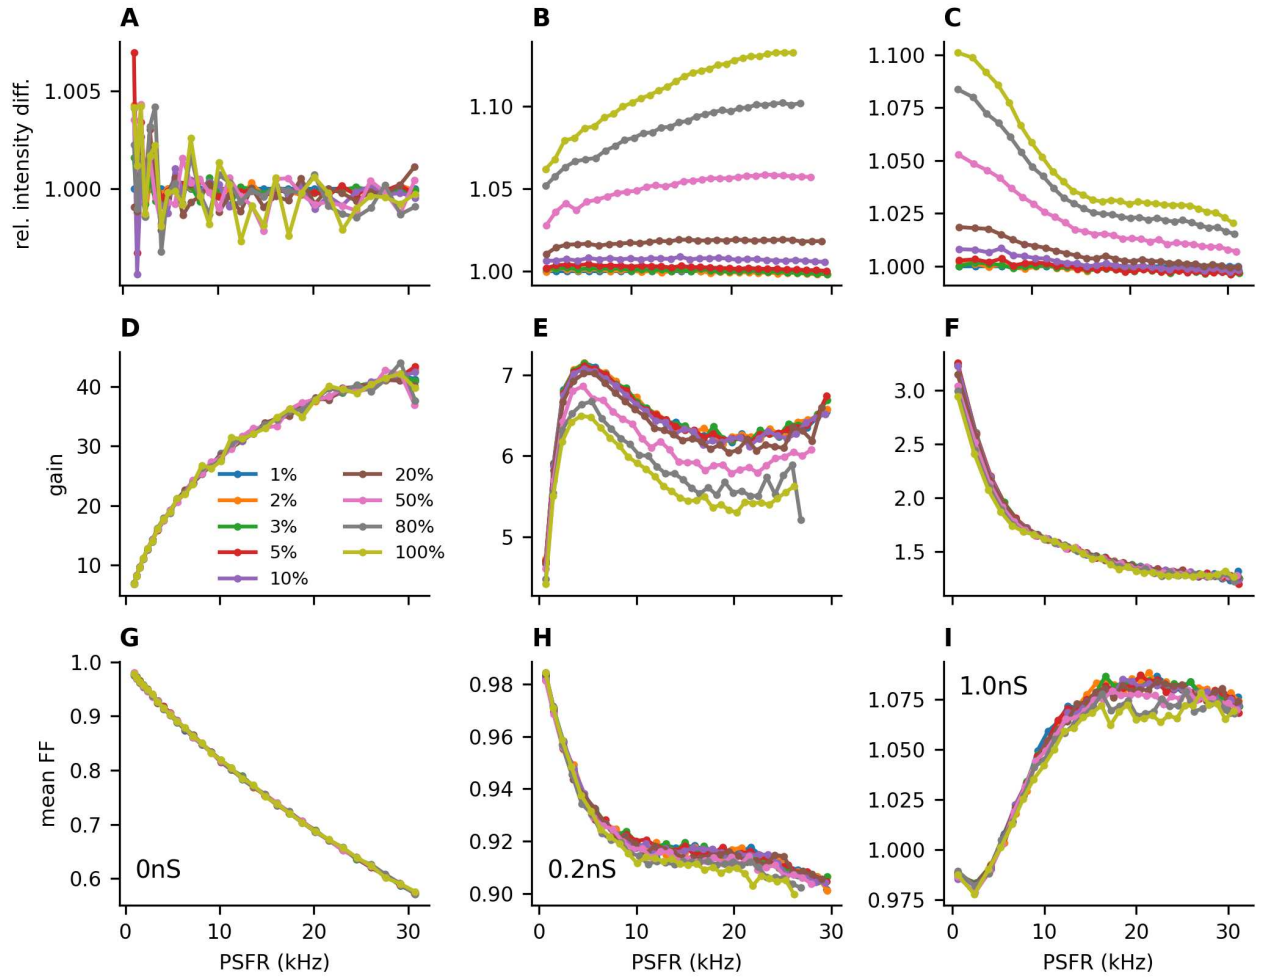 A
B
C
rel. intensity diff.
1.005
1.000
1.10
1.05
1.00
1.100
1.075
1.050
1.025
1.000
D
E
F
gain
40
30
20
10
1%
2%
3%
5%
10%
20%
50%
80%
100%
7
6
5
3.0
2.5
2.0
1.5
G
H
I
mean FF
1.0
0.9
0.8
0.7
0.6
0nS
0 10 20 30
PSFR (kHz)
0.98
0.96
0.94
0.92
0.90
0.2nS
0 10 20 30
PSFR (kHz)
1.075
1.050
1.025
1.000
0.975
1.0nS
0 10 20 30
PSFR (kHz)